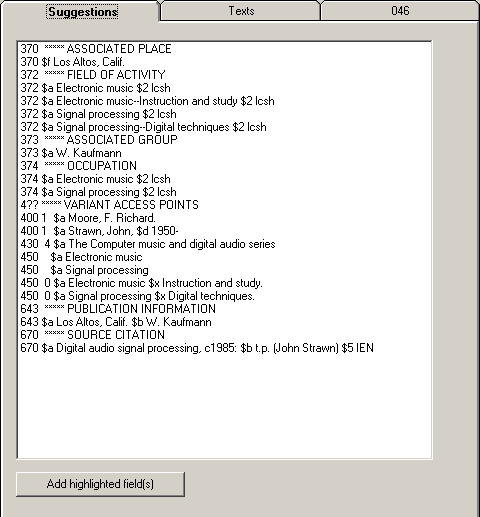 Suggestions Texts 046
370 ***** ASSOCIATED PLACE
370 $f Los Altos, Calif.
372 ***** FIELD OF ACTIVITY
372 $a Electronic music $2 lcsh
372 $a Electronic music--Instruction and study $2 lcsh
372 $a Signal processing $2 lcsh
372 $a Signal processing--Digital techniques $2 lcsh
373 ***** ASSOCIATED GROUP
373 $a W. Kaufmann
374 ***** OCCUPATION
374 $a Electronic music $2 lcsh
374 $a Signal processing $2 lcsh
4?? ***** VARIANT ACCESS POINTS
400 1 $a Moore, F. Richard.
400 1 $a Strawn, John, $d 1950-
430 4 $a The Computer music and digital audio series
450 $a Electronic music
450 $a Signal processing
450 0 $a Electronic music $x Instruction and study.
450 0 $a Signal processing $x Digital techniques.
643 ***** PUBLICATION INFORMATION
643 $a Los Altos, Calif. $b W. Kaufmann
670 ***** SOURCE CITATION
670 $a Digital audio signal processing, c1985: $b t.p. (John Strawn) $5 IEN
Add highlighted field(s)